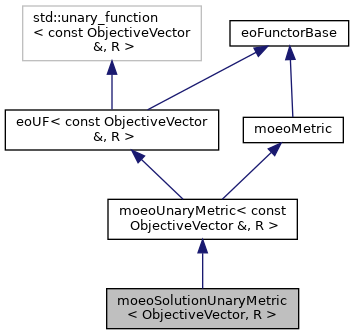 std::unary_function
< const ObjectiveVector
&, R >
eoFunctorBase
eoUF< const ObjectiveVector
&, R >
moeoMetric
moeoUnaryMetric< const
ObjectiveVector &, R >
moeoSolutionUnaryMetric
< ObjectiveVector, R >